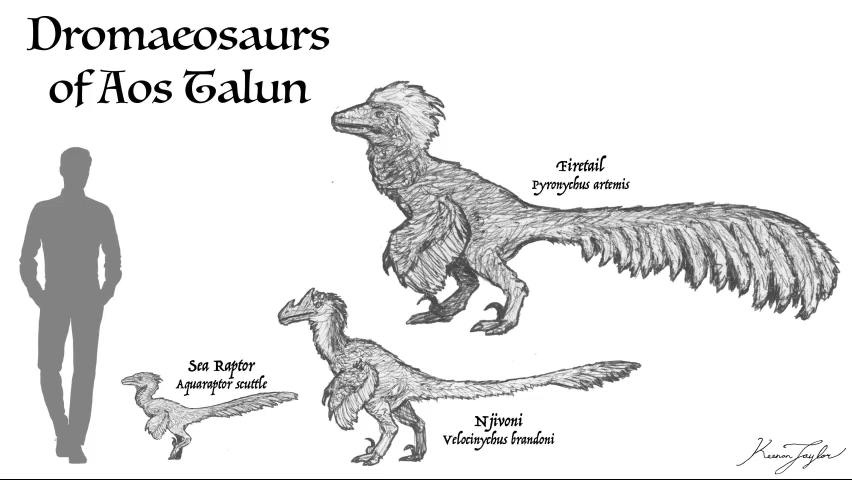 Dromaeosaurs
of Aos Talun
Firetail
Pyronychus artemis
Sea Raptor
Aquaraptor scuttle
Njivoni
Velocinychus brandoni
Keenan Taylor